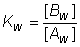 K_w = [B_w] / [A_w]